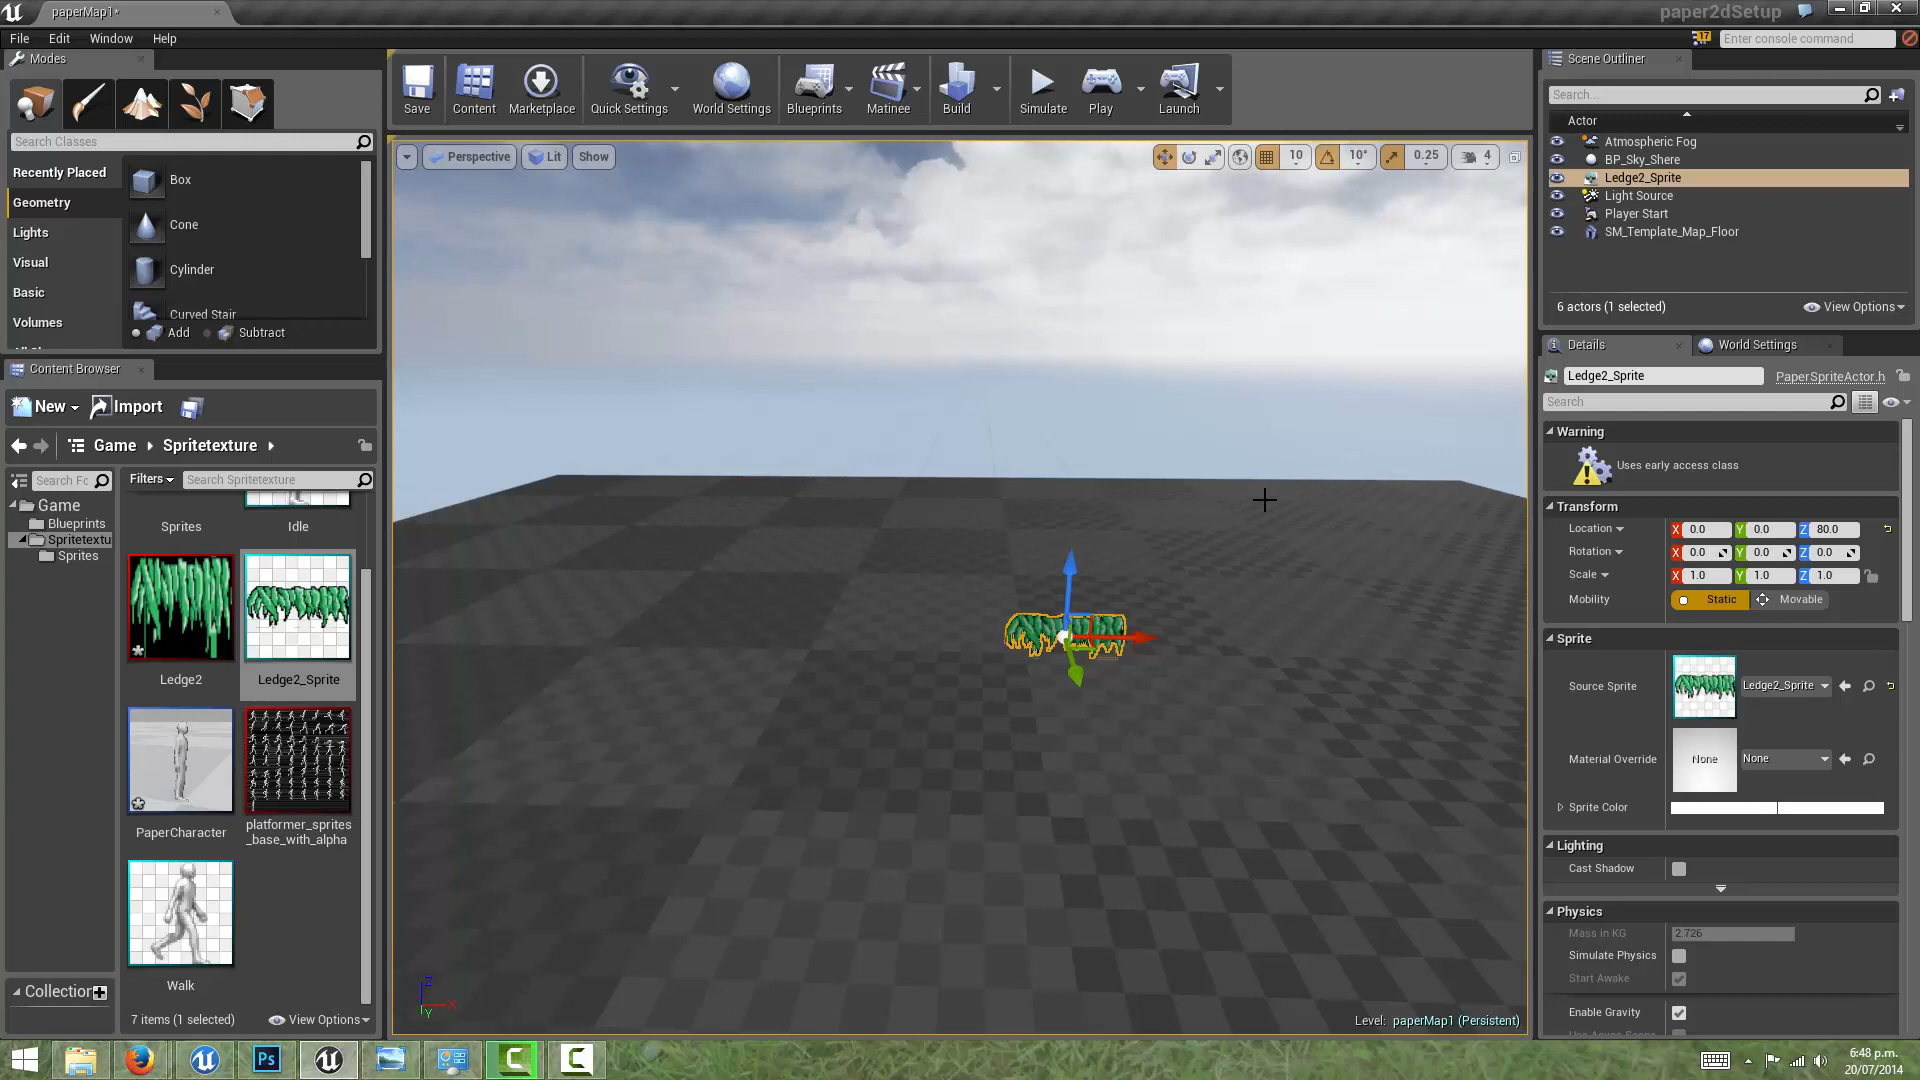 paperMap1*
paper2dSetup
File Edit Window Help
17
Enter console command
Modes
Search Classes
Recently Placed
Geometry
Lights
Visual
Basic
Volumes
Box
Cone
Cylinder
Curved Stair
Add Subtract
Save Content Marketplace Quick Settings World Settings Blueprints Matinee Build Simulate Play Launch
Perspective Lit Show
10 10° 0.25 4
Scene Outliner
Search...
Actor
Atmospheric Fog
BP_Sky_Shere
Ledge2_Sprite
Light Source
Player Start
SM_Template_Map_Floor
6 actors (1 selected) View Options
Content Browser
New Import
Game Spritetexture
Search Fo
Filters Search Spritetexture
Game
Blueprints
Spritetextu
Sprites
Sprites Idle
Ledge2 Ledge2_Sprite
PaperCharacter platformer_sprites
_base_with_alpha
Walk
Collection
7 items (1 selected) View Options
Z X Y
Level: paperMap1 (Persistent)
Details World Settings
Ledge2_Sprite PaperSpriteActor.h
Search
Warning
Uses early access class
Transform
Location X 0.0 Y 0.0 Z 80.0
Rotation X 0.0 Y 0.0 Z 0.0
Scale X 1.0 Y 1.0 Z 1.0
Mobility Static Movable
Sprite
Source Sprite Ledge2_Sprite
Material Override None None
Sprite Color
Lighting
Cast Shadow
Physics
Mass in KG 2.726
Simulate Physics
Start Awake
Enable Gravity
Ps
6:48 p.m.
20/07/2014